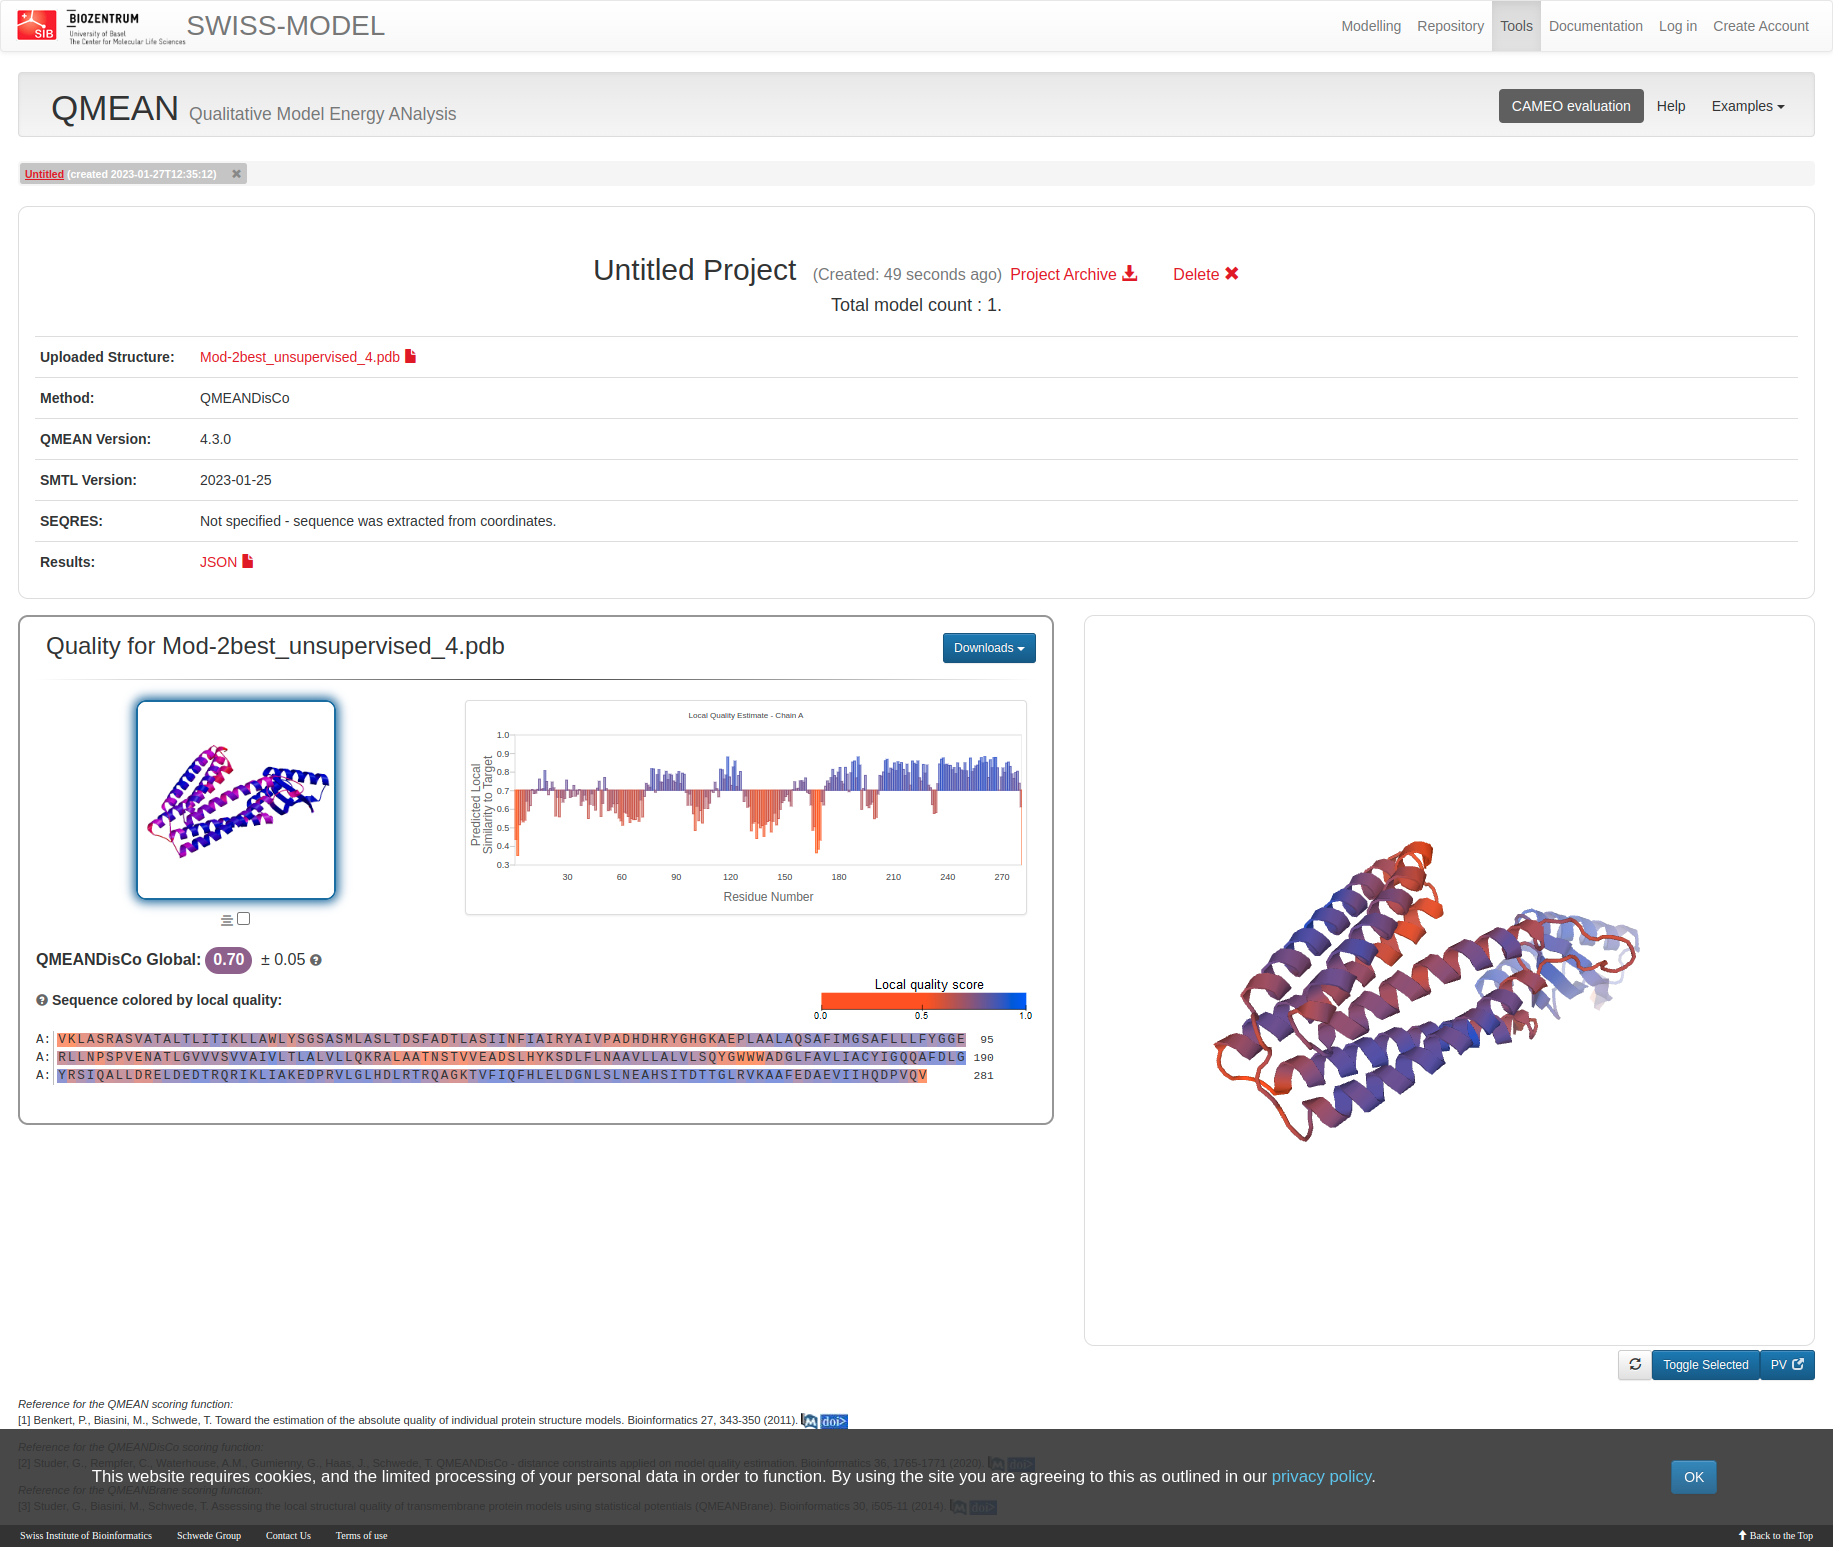 SIB
BIOZENTRUM
University of Basel
The Center for Molecular Life Sciences
SWISS-MODEL
Modelling Repository Tools Documentation Log in Create Account
QMEAN Qualitative Model Energy ANalysis
CAMEO evaluation Help Examples
Untitled (created 2023-01-27T12:35:12)
Untitled Project (Created: 49 seconds ago) Project Archive Delete
Total model count : 1.
Uploaded Structure: Mod-2best_unsupervised_4.pdb
Method: QMEANDisCo
QMEAN Version: 4.3.0
SMTL Version: 2023-01-25
SEQRES: Not specified - sequence was extracted from coordinates.
Results: JSON
Quality for Mod-2best_unsupervised_4.pdb
Downloads
Local Quality Estimate - Chain A
Predicted Local
Similarity to Target
1.0
0.9
0.8
0.7
0.6
0.5
0.4
0.3
30 60 90 120 150 180 210 240 270
Residue Number
QMEANDisCo Global: 0.70 ± 0.05
Sequence colored by local quality:
Local quality score
0.0 0.5 1.0
A: VKLASRASVATALTLITIKLLAWLYSGSASMLASLTDSFADTLASIINFIAIRYAIVPADHDHRYGHGKAEPLAALAQSAFIMGSAFLLLFYGGE 95
A: RLLNPSPVENATLGVVVSVVAIVLTLALVLLQKRALAATNSTVVEADSLHYKSDLFLNAAVLLALVLSQYGWWWADGLFAVLIACYIGQQAFDLG 190
A: YRSIQALLDRELDEDTRQRIKLIAKEDPRVLGLHDLRTRQAGKTVFIQFHLELDGNLSLNEAHSITDTTGLRVKAAFEDAEVIIHQDPVQV 281
Toggle Selected PV
Reference for the QMEAN scoring function:
[1] Benkert, P., Biasini, M., Schwede, T. Toward the estimation of the absolute quality of individual protein structure models. Bioinformatics 27, 343-350 (2011). M doi>
Reference for the QMEANDisCo scoring function:
[2] Studer, G., Rempfer, C., Waterhouse, A.M., Gumienny, G., Haas, J., Schwede, T. QMEANDisCo - distance constraints applied on model quality estimation. Bioinformatics 36, 1765-1771 (2020). M doi>
This website requires cookies, and the limited processing of your personal data in order to function. By using the site you are agreeing to this as outlined in our privacy policy. OK
Reference for the QMEANBrane scoring function:
[3] Studer, G., Biasini, M., Schwede, T. Assessing the local structural quality of transmembrane protein models using statistical potentials (QMEANBrane). Bioinformatics 30, i505-11 (2014). M doi>
Swiss Institute of Bioinformatics Schwede Group Contact Us Terms of use Back to the Top